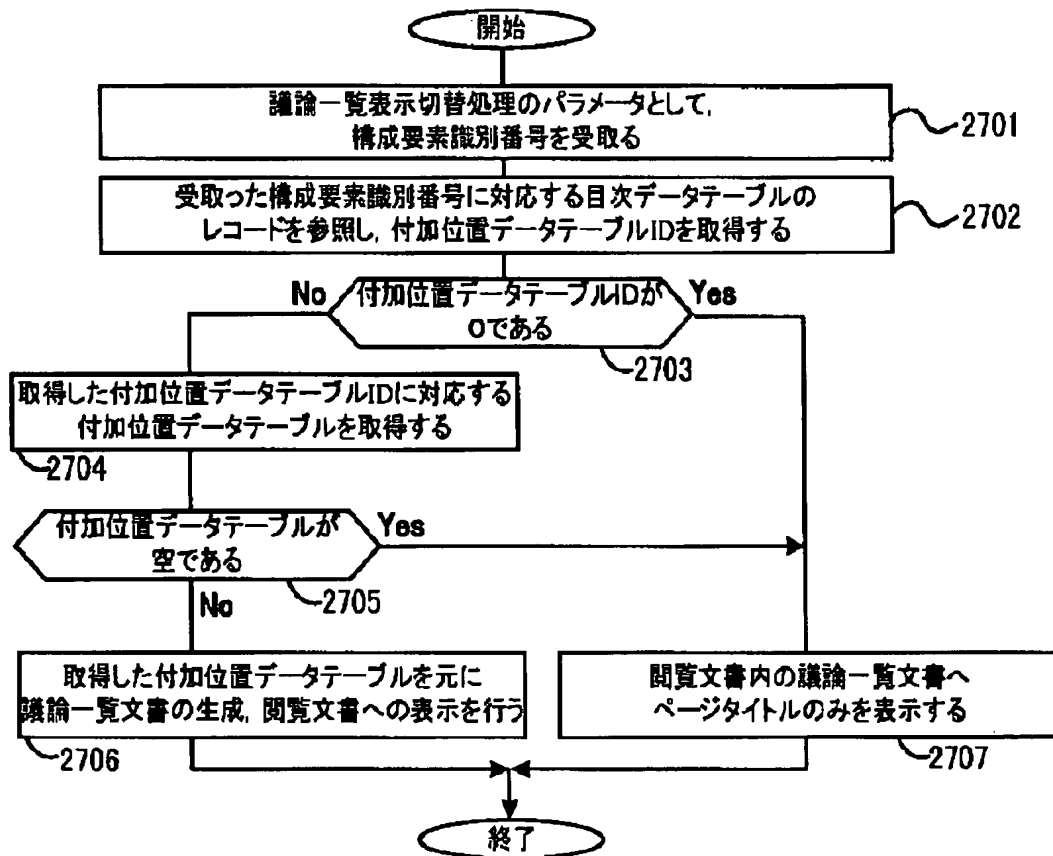 開始
議論一覧表示切替処理のパラメータとして,
構成要素識別番号を受取る
2701
受取った構成要素識別番号に対応する目次データテーブルの
レコードを参照し, 付加位置データテーブルIDを取得する
2702
No
付加位置データテーブルIDが
0である
Yes
2703
取得した付加位置データテーブルIDに対応する
付加位置データテーブルを取得する
2704
付加位置データテーブルが
空である
Yes
2705
No
取得した付加位置データテーブルを元に
議論一覧文書の生成, 閲覧文書への表示を行う
2706
閲覧文書内の議論一覧文書へ
ページタイトルのみを表示する
2707
終了